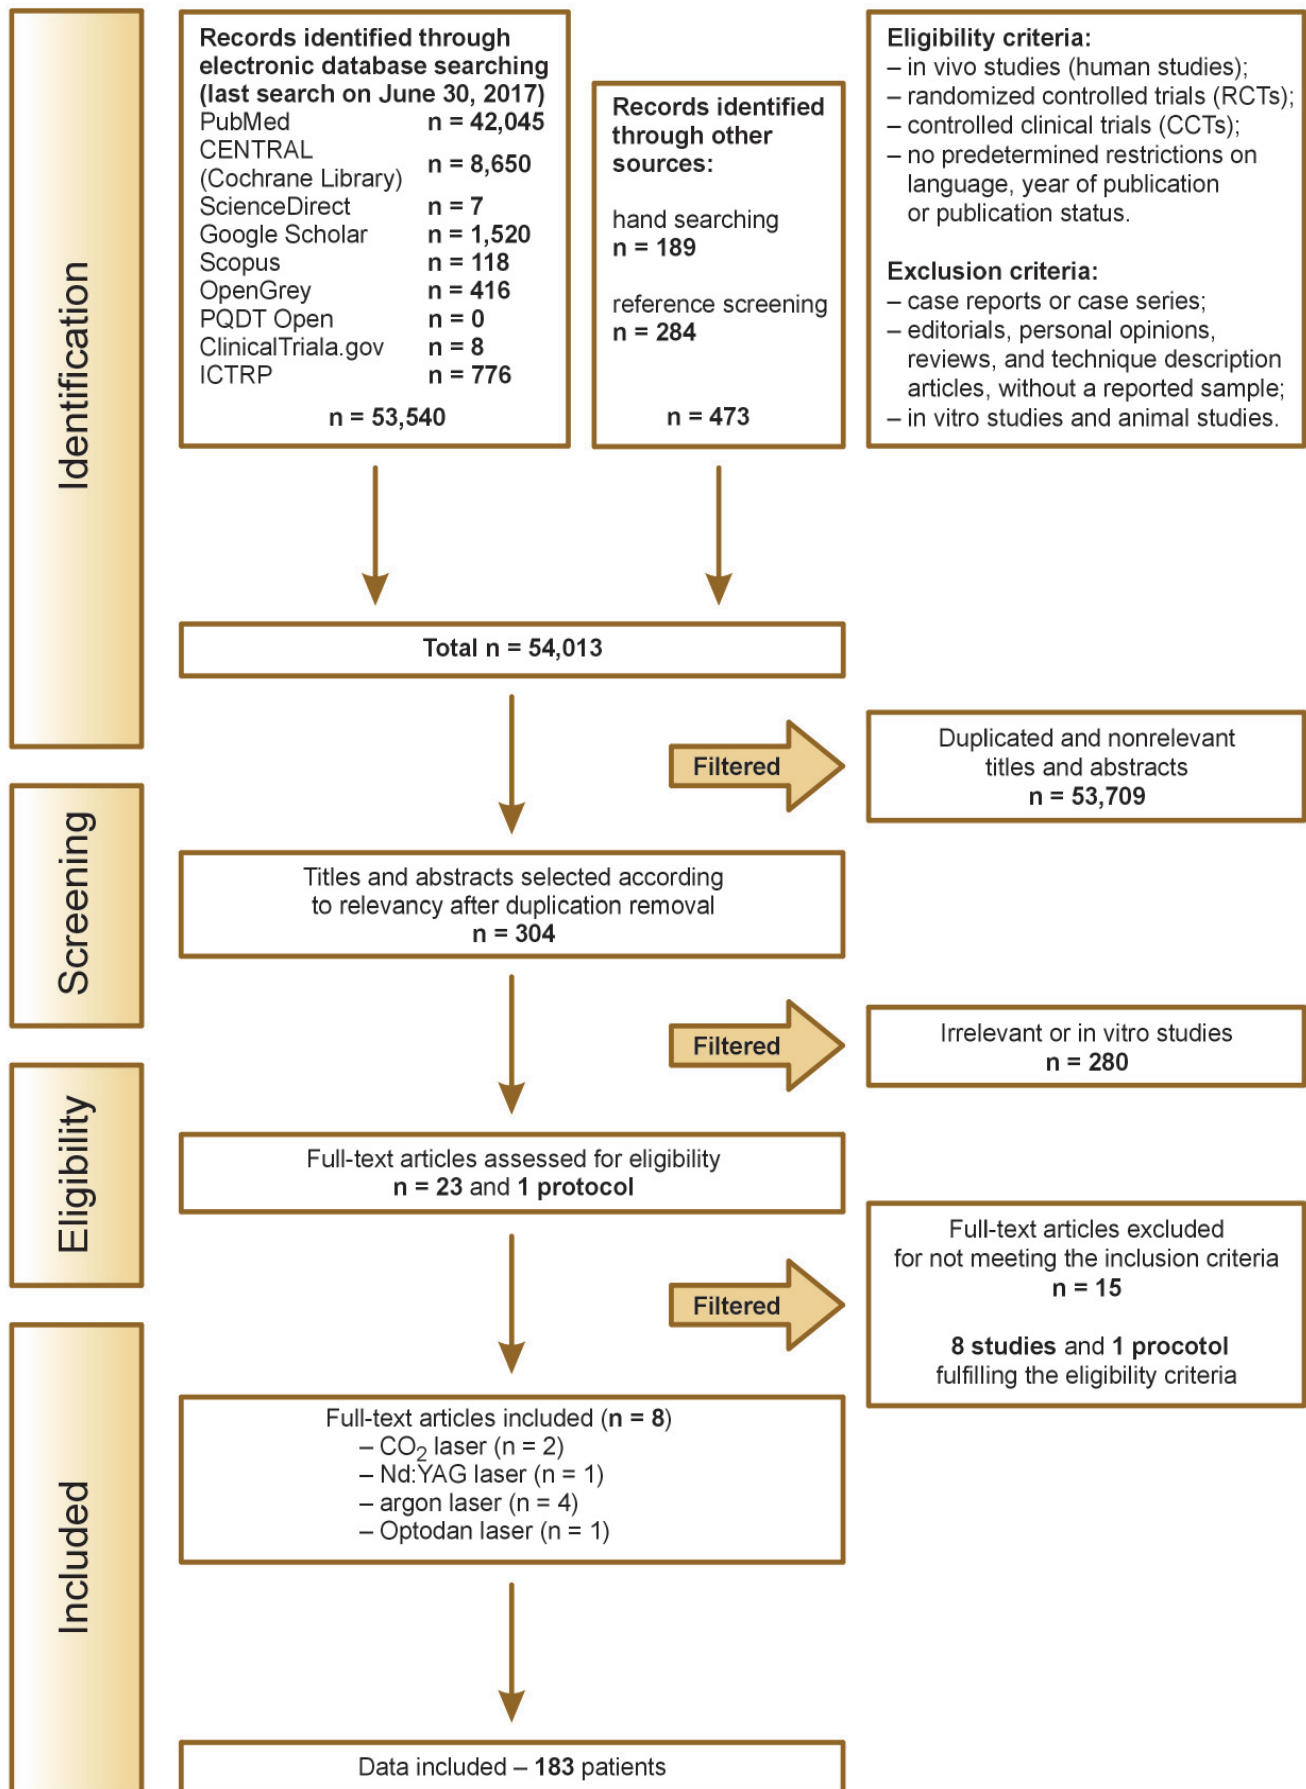 Identification
Records identified through
electronic database searching
(last search on June 30, 2017)
PubMed n = 42,045
CENTRAL
(Cochrane Library) n = 8,650
ScienceDirect n = 7
Google Scholar n = 1,520
Scopus n = 118
OpenGrey n = 416
PQDT Open n = 0
ClinicalTriala.gov n = 8
ICTRP n = 776
n = 53,540
Records identified
through other
sources:
hand searching
n = 189
reference screening
n = 284
n = 473
Eligibility criteria:
– in vivo studies (human studies);
– randomized controlled trials (RCTs);
– controlled clinical trials (CCTs);
– no predetermined restrictions on
language, year of publication
or publication status.
Exclusion criteria:
– case reports or case series;
– editorials, personal opinions,
reviews, and technique description
articles, without a reported sample;
– in vitro studies and animal studies.
Total n = 54,013
Filtered
Duplicated and nonrelevant
titles and abstracts
n = 53,709
Screening
Titles and abstracts selected according
to relevancy after duplication removal
n = 304
Filtered
Irrelevant or in vitro studies
n = 280
Eligibility
Full-text articles assessed for eligibility
n = 23 and 1 protocol
Filtered
Full-text articles excluded
for not meeting the inclusion criteria
n = 15
8 studies and 1 procotol
fulfilling the eligibility criteria
Included
Full-text articles included (n = 8)
– CO₂ laser (n = 2)
– Nd:YAG laser (n = 1)
– argon laser (n = 4)
– Optodan laser (n = 1)
Data included – 183 patients